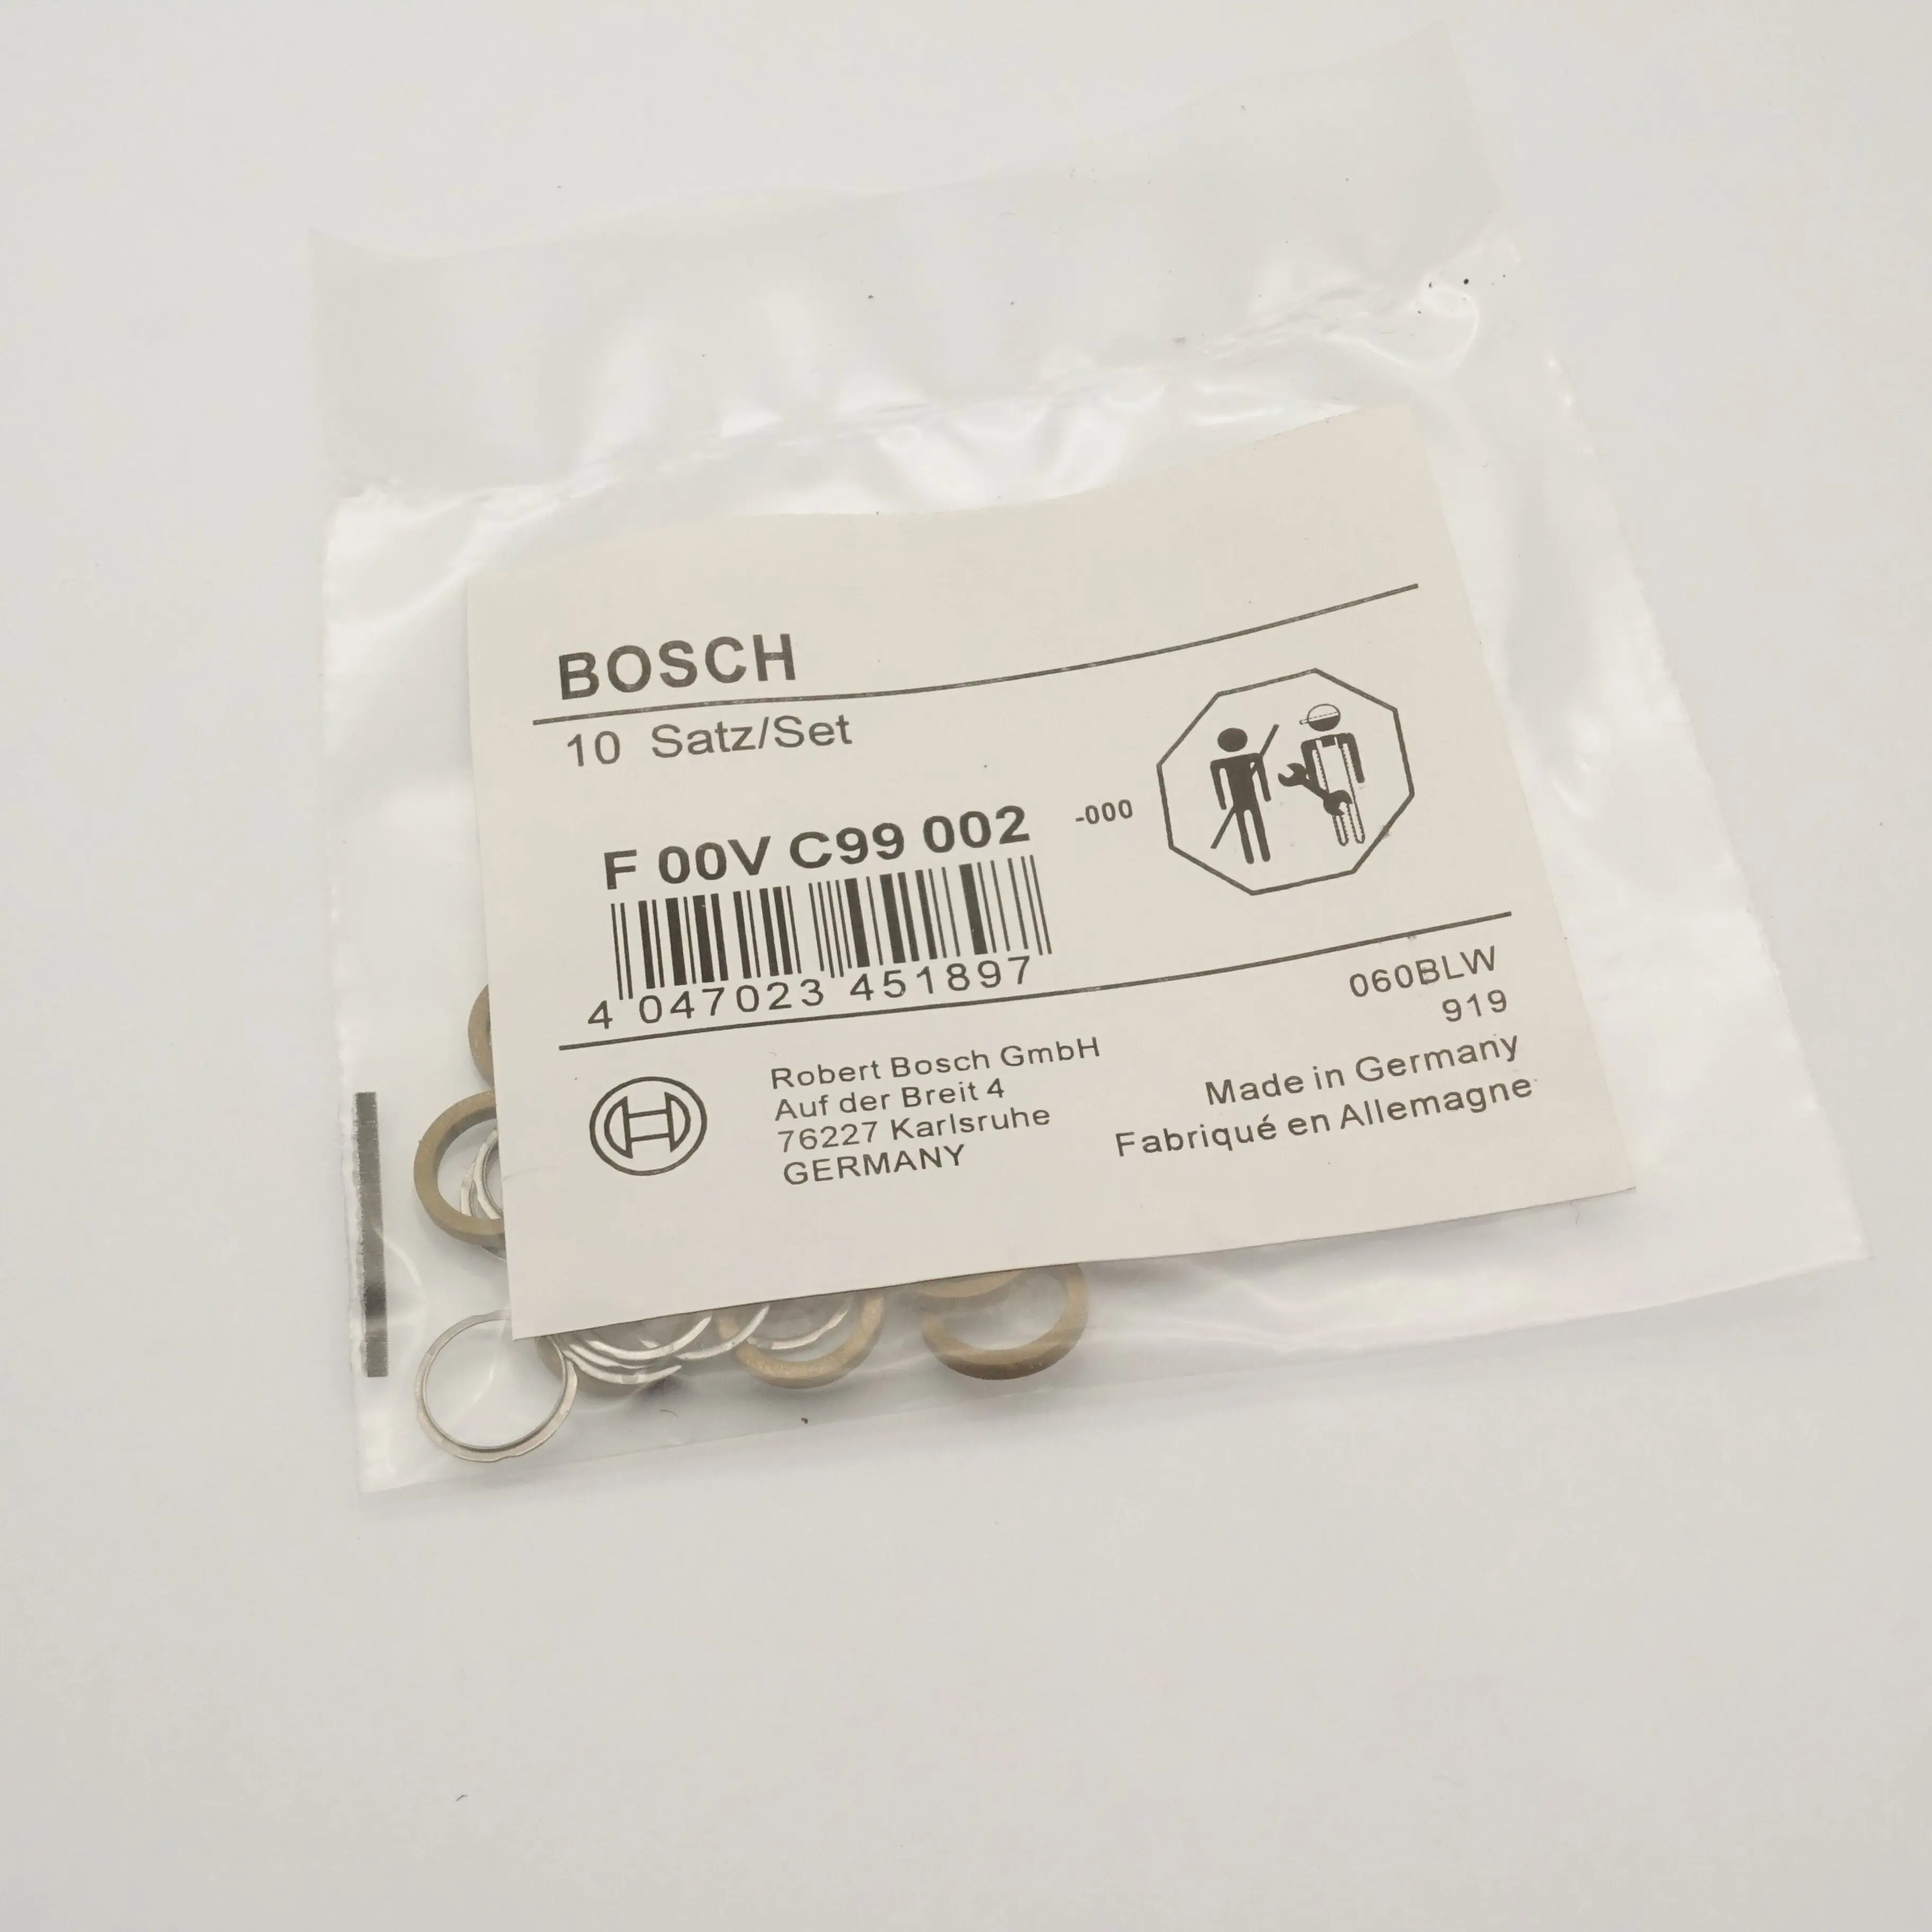 BOSCH
10 Satz/Set
F 00V C99 002 -000
4 047023 451897
060BLW
919
Robert Bosch GmbH
Auf der Breit 4
76227 Karlsruhe
GERMANY
Made in Germany
Fabriqué en Allemagne